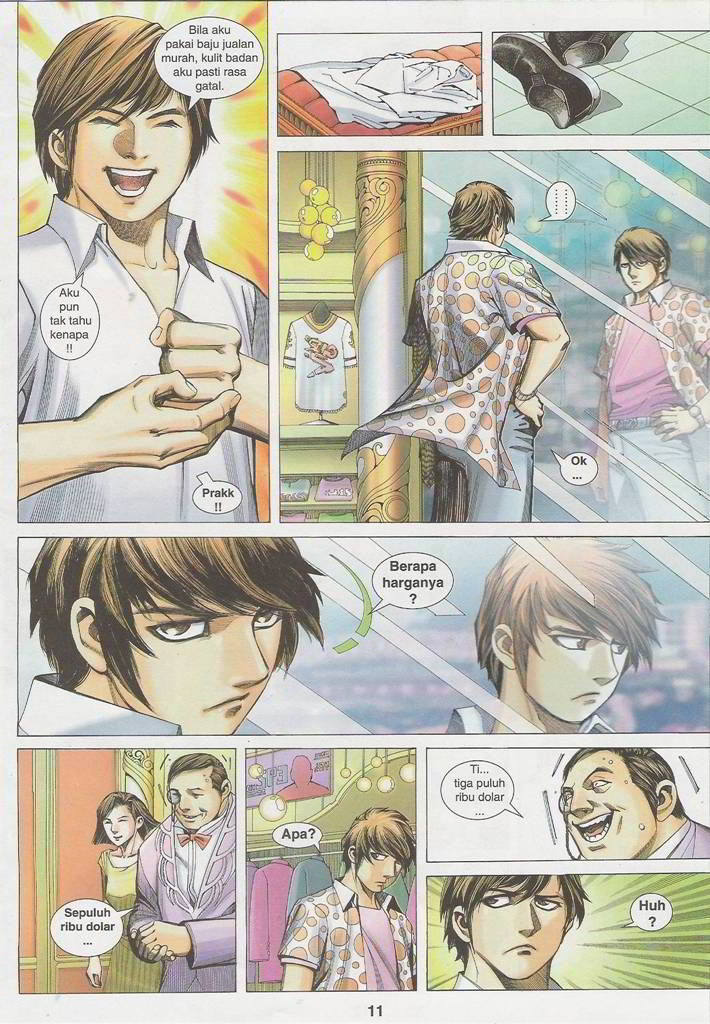 Bila aku
pakai baju jualan
murah, kulit badan
aku pasti rasa
gatal.
Aku
pun
tak tahu
kenapa
!!
Prakk
!!
Ok
...
Berapa
harganya
?
Sepuluh
ribu dolar
...
Apa?
Ti...
tiga puluh
ribu dolar
...
Huh
?
11